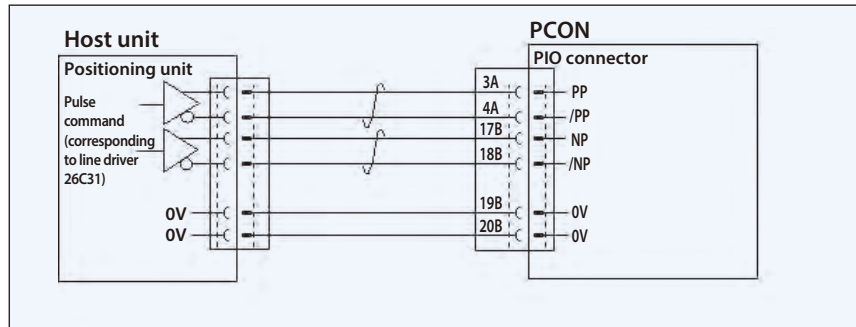 Host unit
PCON
Positioning unit
PIO connector
Pulse
command
(corresponding
to line driver
26C31)
3A
PP
4A
/PP
17B
NP
18B
/NP
0V
19B
0V
0V
20B
0V